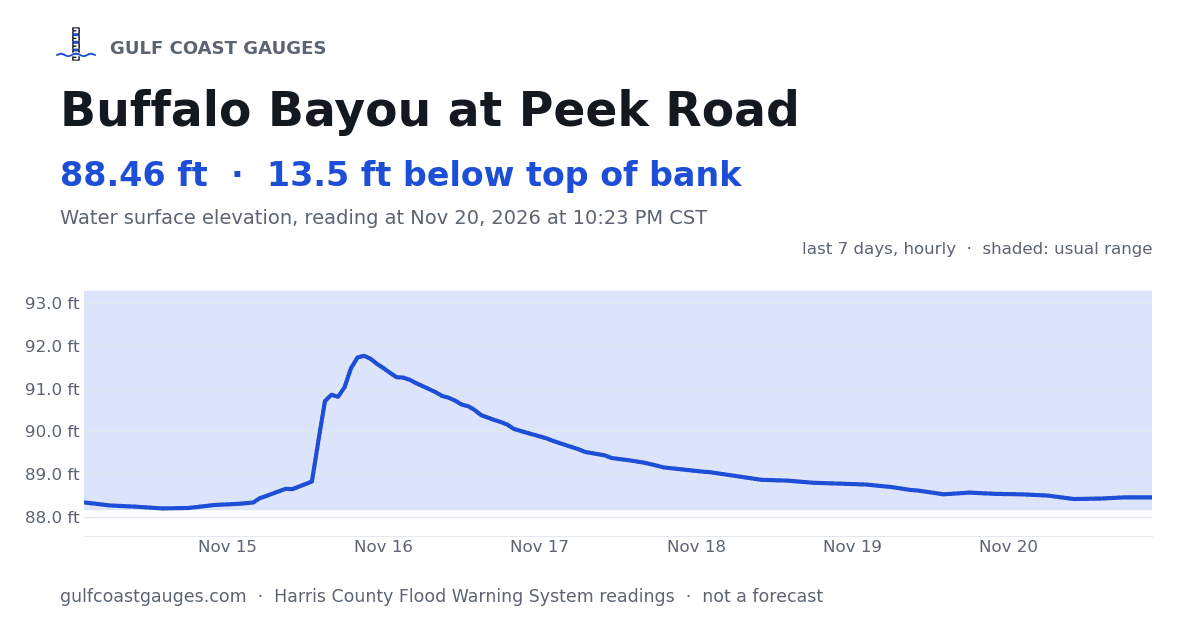 GULF COAST GAUGES
Buffalo Bayou at Peek Road
88.46 ft · 13.5 ft below top of bank
Water surface elevation, reading at Nov 20, 2026 at 10:23 PM CST
last 7 days, hourly · shaded: usual range
93.0 ft
92.0 ft
91.0 ft
90.0 ft
89.0 ft
88.0 ft
Nov 15 Nov 16 Nov 17 Nov 18 Nov 19 Nov 20
gulfcoastgauges.com · Harris County Flood Warning System readings · not a forecast